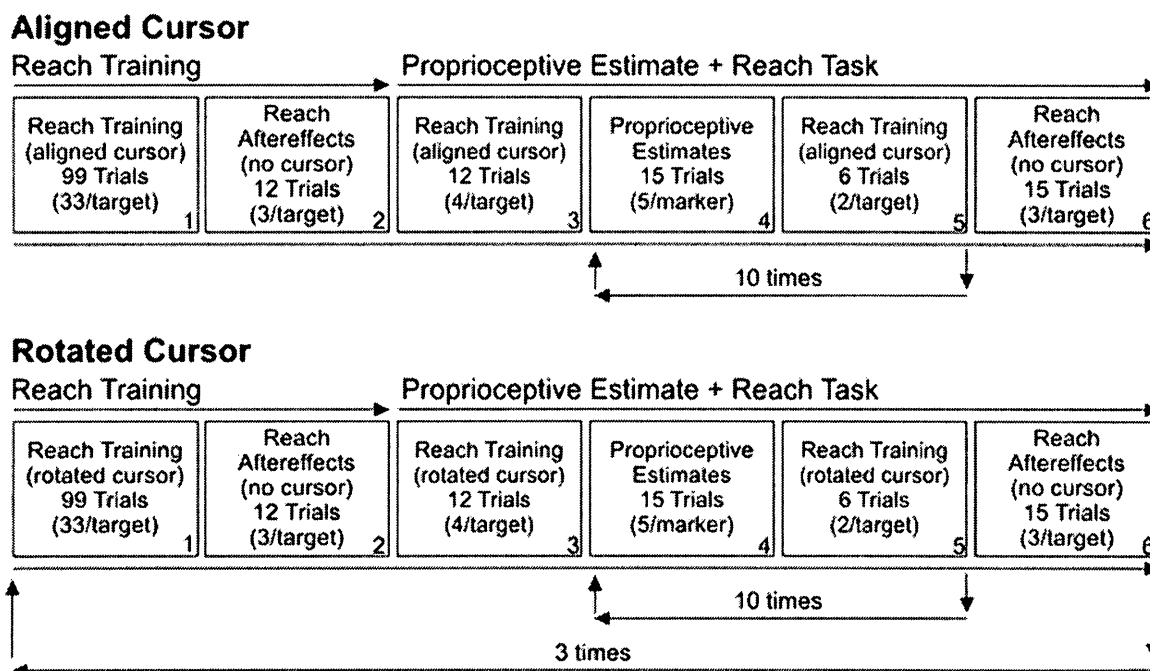 Aligned Cursor
Reach Training
Proprioceptive Estimate + Reach Task
Reach Training
(aligned cursor)
99 Trials
(33/target)
1
Reach
Aftereffects
(no cursor)
12 Trials
(3/target)
2
Reach Training
(aligned cursor)
12 Trials
(4/target)
3
Proprioceptive
Estimates
15 Trials
(5/marker)
4
Reach Training
(aligned cursor)
6 Trials
(2/target)
5
Reach
Aftereffects
(no cursor)
15 Trials
(3/target)
6
10 times
Rotated Cursor
Reach Training
Proprioceptive Estimate + Reach Task
Reach Training
(rotated cursor)
99 Trials
(33/target)
1
Reach
Aftereffects
(no cursor)
12 Trials
(3/target)
2
Reach Training
(rotated cursor)
12 Trials
(4/target)
3
Proprioceptive
Estimates
15 Trials
(5/marker)
4
Reach Training
(rotated cursor)
6 Trials
(2/target)
5
Reach
Aftereffects
(no cursor)
15 Trials
(3/target)
6
10 times
3 times